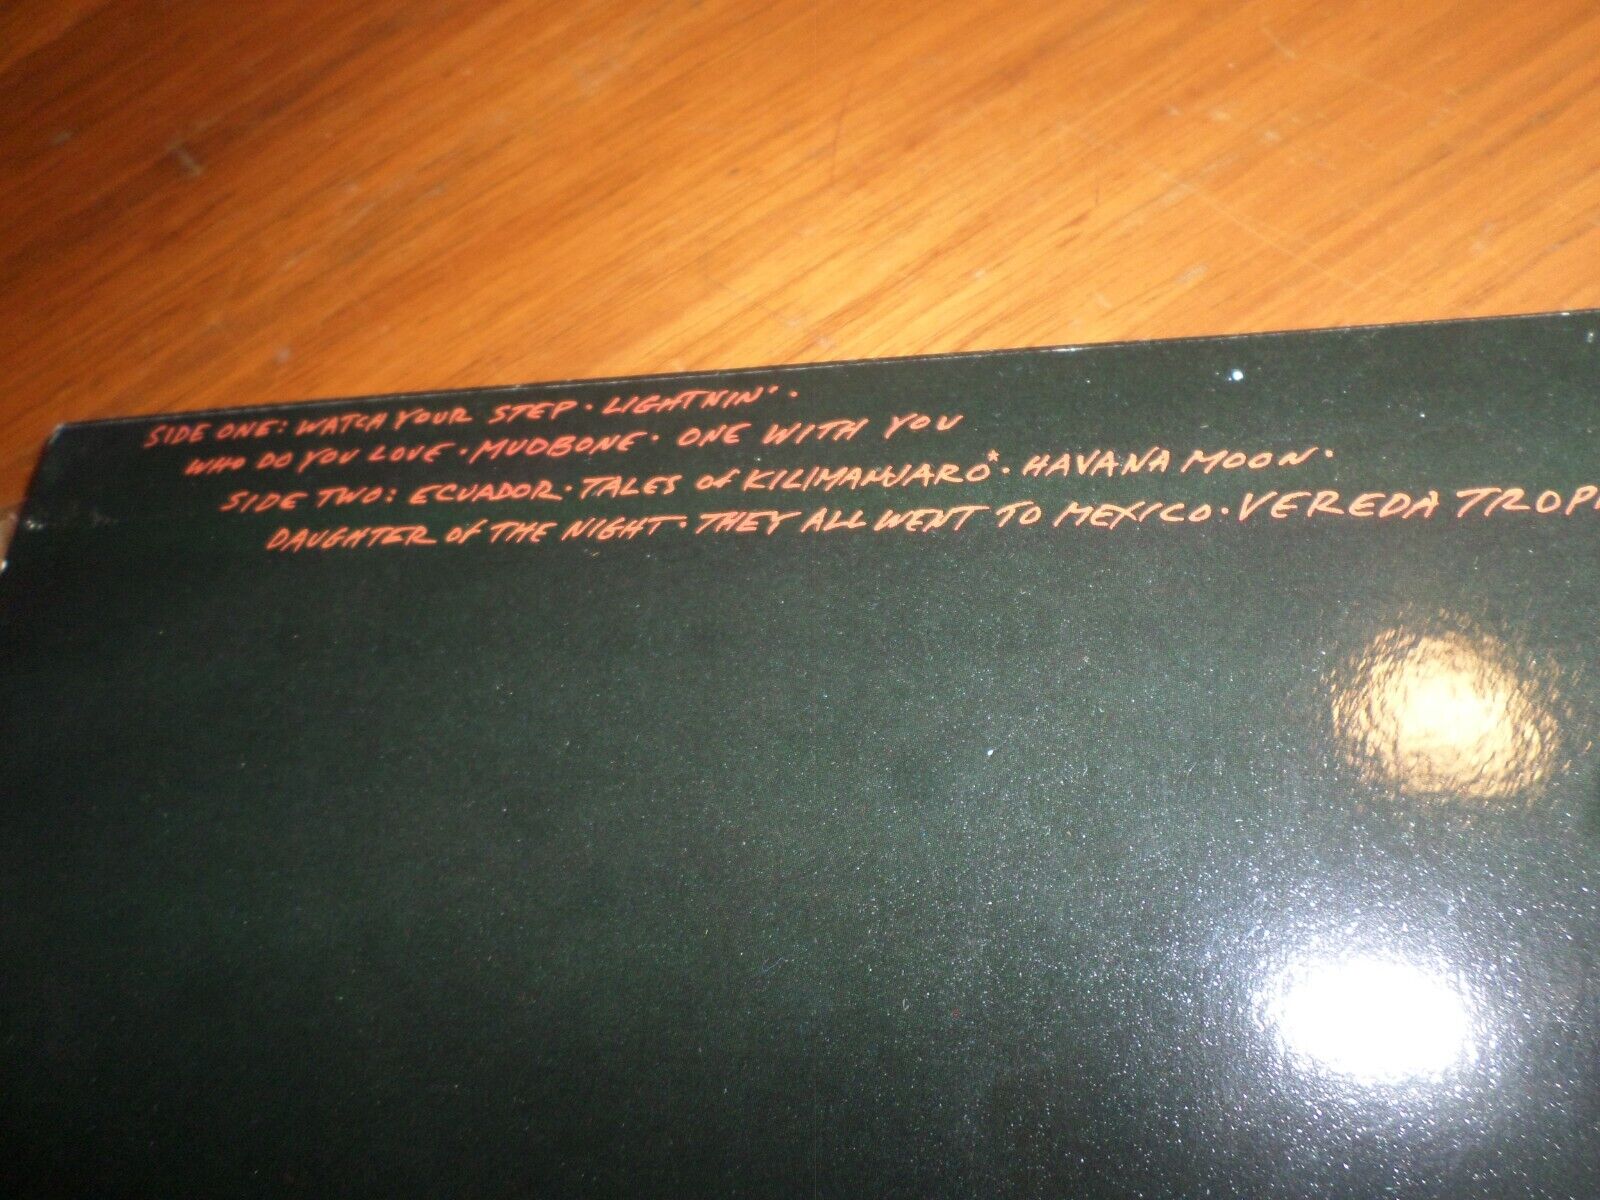 SIDE ONE: WATCH YOUR STEP • LIGHTNIN' •
WHO DO YOU LOVE • MUDBONE • ONE WITH YOU
SIDE TWO: ECUADOR • TALES of KILIMANJARO* • HAVANA MOON •
DAUGHTER of THE NIGHT • THEY ALL WENT TO MEXICO • VEREDA TROPI